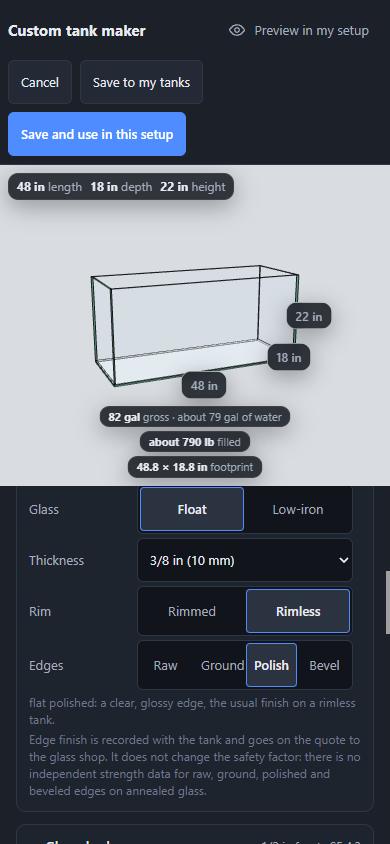 Custom tank maker
Preview in my setup
Cancel
Save to my tanks
Save and use in this setup
48 in length 18 in depth 22 in height
22 in
18 in
48 in
82 gal gross · about 79 gal of water
about 790 lb filled
48.8 × 18.8 in footprint
Glass
Float
Low-iron
Thickness
3/8 in (10 mm)
Rim
Rimmed
Rimless
Edges
Raw
Ground
Polish
Bevel
flat polished: a clear, glossy edge, the usual finish on a rimless
tank.
Edge finish is recorded with the tank and goes on the quote to
the glass shop. It does not change the safety factor: there is no
independent strength data for raw, ground, polished and
beveled edges on annealed glass.